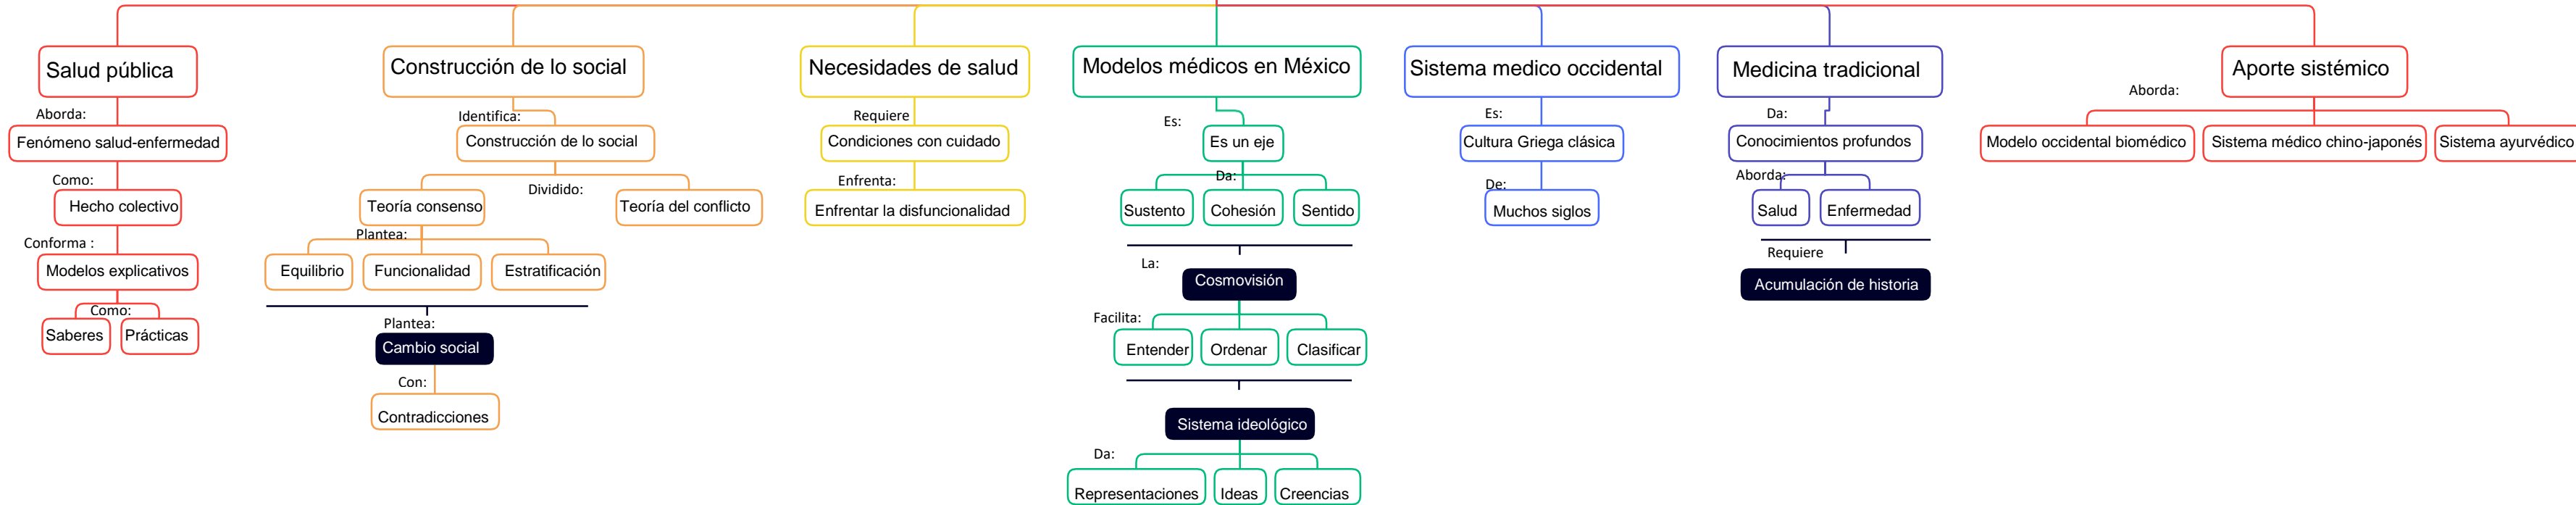 Salud pública
Aborda:
Fenómeno salud-enfermedad
Como:
Hecho colectivo
Conforma :
Modelos explicativos
Como:
Saberes
Prácticas
Construcción de lo social
Identifica:
Construcción de lo social
Dividido:
Teoría consenso
Teoría del conflicto
Plantea:
Equilibrio
Funcionalidad
Estratificación
Plantea:
Cambio social
Con:
Contradicciones
Necesidades de salud
Requiere
Condiciones con cuidado
Enfrenta:
Enfrentar la disfuncionalidad
Modelos médicos en México
Es:
Es un eje
Da:
Sustento
Cohesión
Sentido
La:
Cosmovisión
Facilita:
Entender
Ordenar
Clasificar
Sistema ideológico
Da:
Representaciones
Ideas
Creencias
Sistema medico occidental
Es:
Cultura Griega clásica
De:
Muchos siglos
Medicina tradicional
Da:
Conocimientos profundos
Aborda:
Salud
Enfermedad
Requiere
Acumulación de historia
Aporte sistémico
Aborda:
Modelo occidental biomédico
Sistema médico chino-japonés
Sistema ayurvédico